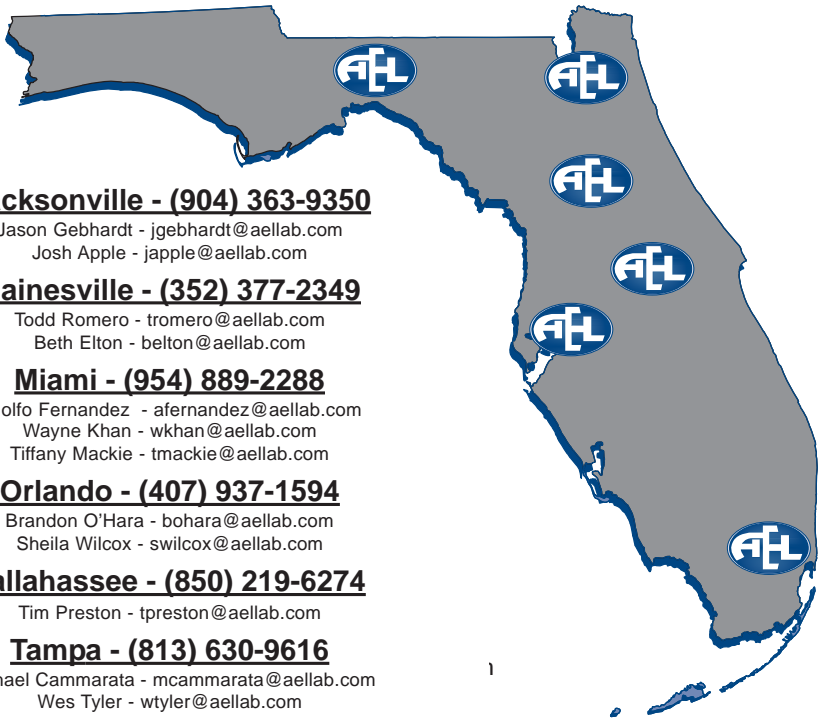 AEL
AEL
AEL
AEL
AEL
AEL
cksonville - (904) 363-9350
Jason Gebhardt - jgebhardt@aellab.com
Josh Apple - japple@aellab.com
ainesville - (352) 377-2349
Todd Romero - tromero@aellab.com
Beth Elton - belton@aellab.com
Miami - (954) 889-2288
olfo Fernandez - afernandez@aellab.com
Wayne Khan - wkhan@aellab.com
Tiffany Mackie - tmackie@aellab.com
Orlando - (407) 937-1594
Brandon O'Hara - bohara@aellab.com
Sheila Wilcox - swilcox@aellab.com
allahassee - (850) 219-6274
Tim Preston - tpreston@aellab.com
Tampa - (813) 630-9616
hael Cammarata - mcammarata@aellab.com
Wes Tyler - wtyler@aellab.com